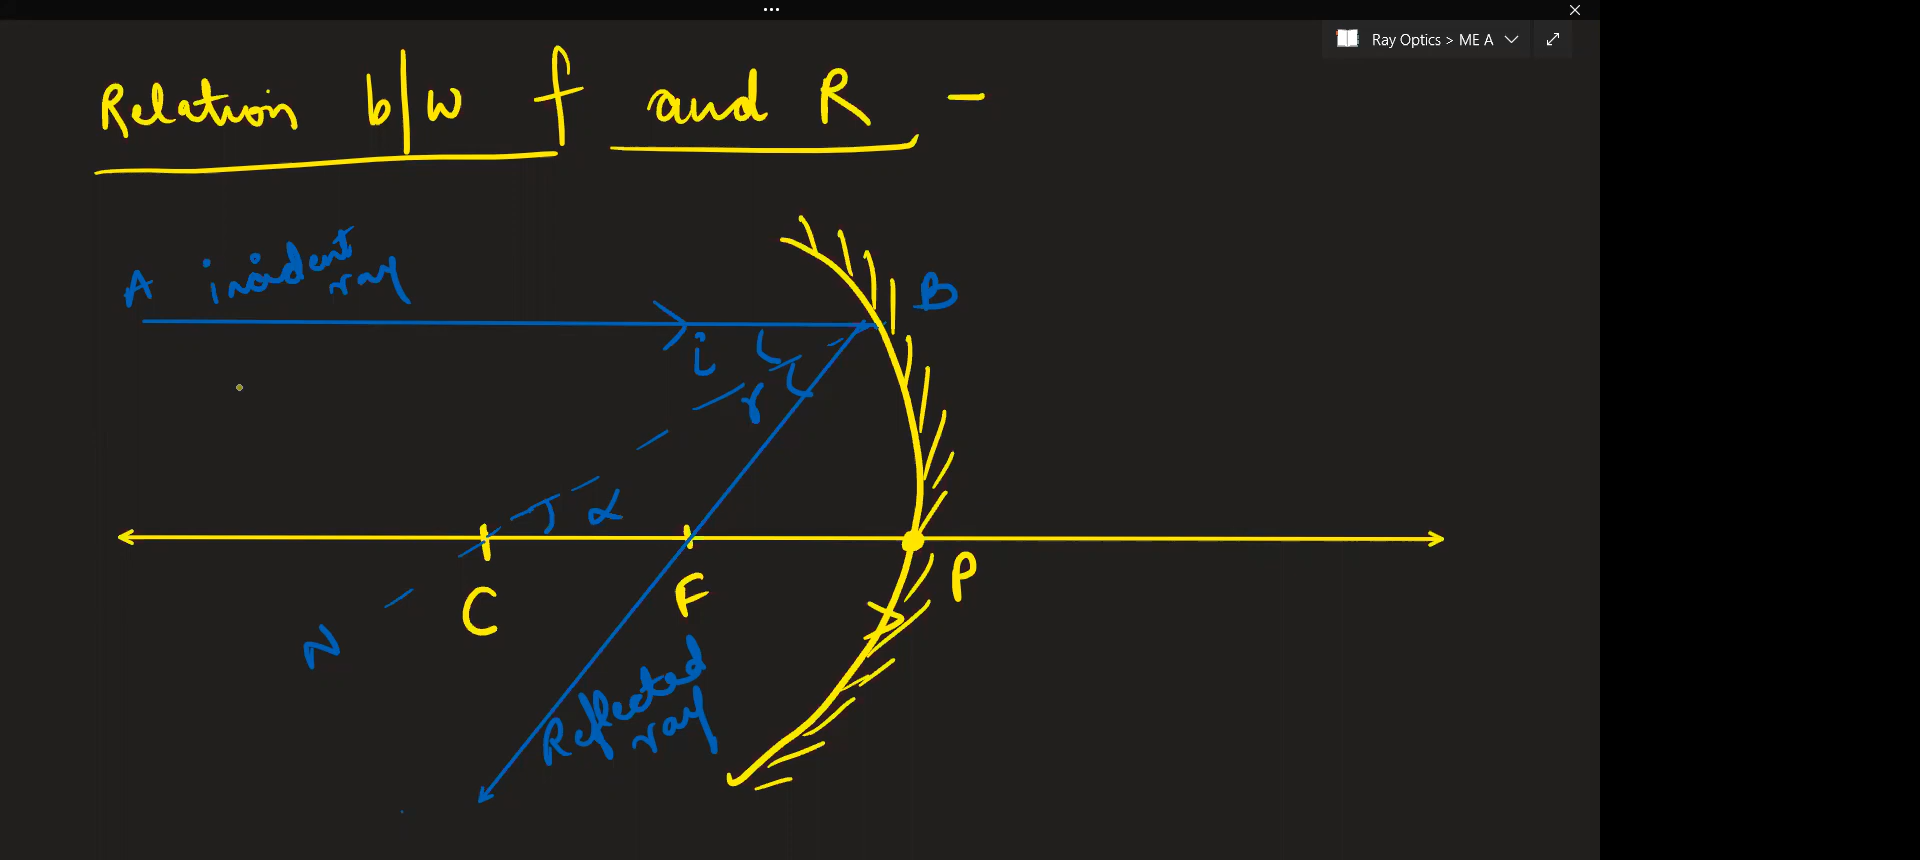 Ray Optics > ME A
Relation b/w f and R -
A incident ray
B
i
r
α
C
F
P
N
Reflected ray